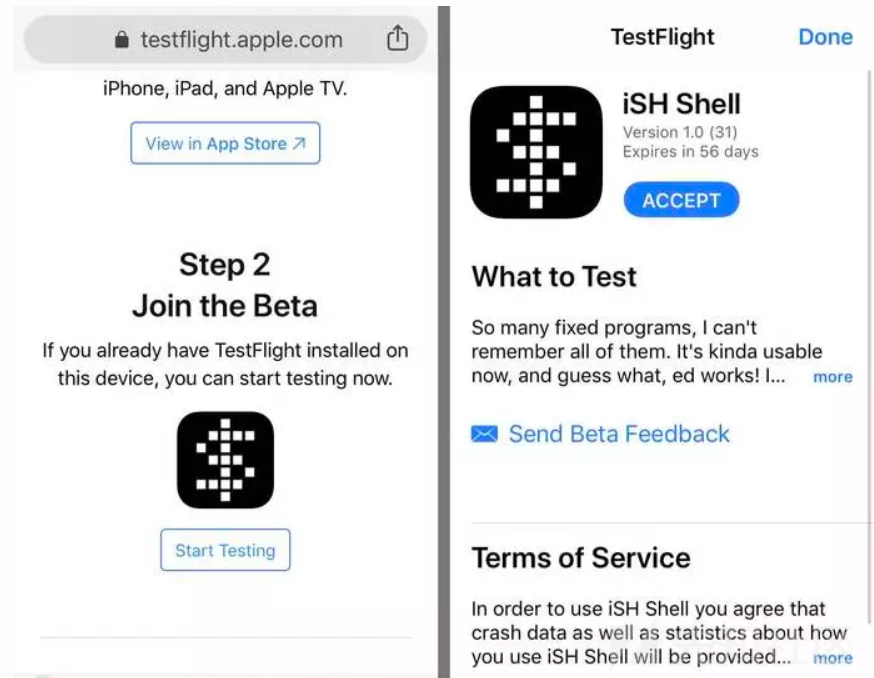 testflight.apple.com
iPhone, iPad, and Apple TV.
View in App Store ↗
Step 2
Join the Beta
If you already have TestFlight installed on
this device, you can start testing now.
Start Testing
TestFlight
Done
iSH Shell
Version 1.0 (31)
Expires in 56 days
ACCEPT
What to Test
So many fixed programs, I can't
remember all of them. It's kinda usable
now, and guess what, ed works! I... more
Send Beta Feedback
Terms of Service
In order to use iSH Shell you agree that
crash data as well as statistics about how
you use iSH Shell will be provided... more